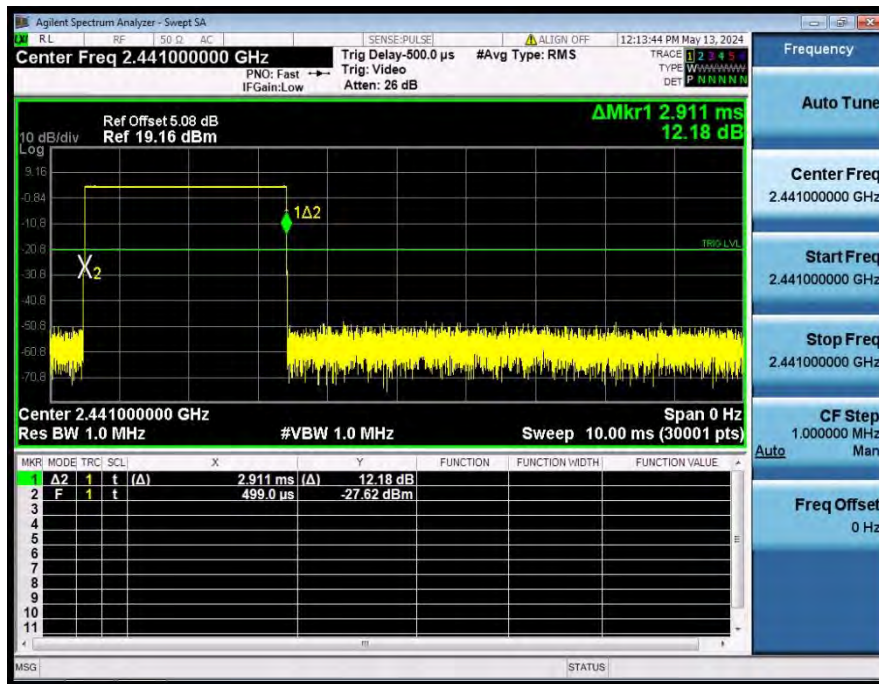 Agilent Spectrum Analyzer - Swept SA
RL RF 50 Ω AC SENSE:PULSE ALIGN OFF 12:13:44 PM May 13, 2024
Center Freq 2.441000000 GHz Trig Delay-500.0 µs #Avg Type: RMS TRACE 1 2 3 4 5 6
PNO: Fast Trig: Video TYPE WWWWWW
IFGain:Low Atten: 26 dB DET P NNNNN
Frequency
Auto Tune
Center Freq
2.441000000 GHz
Start Freq
2.441000000 GHz
Stop Freq
2.441000000 GHz
CF Step
1.000000 MHz
Auto Man
Freq Offset
0 Hz
ΔMkr1 2.911 ms
12.18 dB
Ref Offset 5.08 dB
10 dB/div Ref 19.16 dBm
Log
9.16
-0.84
1Δ2
-10.8
-20.8 TRIG LVL
-30.8 X2
-40.8
-50.8
-60.8
-70.8
Center 2.441000000 GHz Span 0 Hz
Res BW 1.0 MHz #VBW 1.0 MHz Sweep 10.00 ms (30001 pts)
MKR MODE TRC SCL X Y FUNCTION FUNCTION WIDTH FUNCTION VALUE
1 Δ2 1 t (Δ) 2.911 ms (Δ) 12.18 dB
2 F 1 t 499.0 µs -27.62 dBm
3
4
5
6
7
8
9
10
11
MSG STATUS